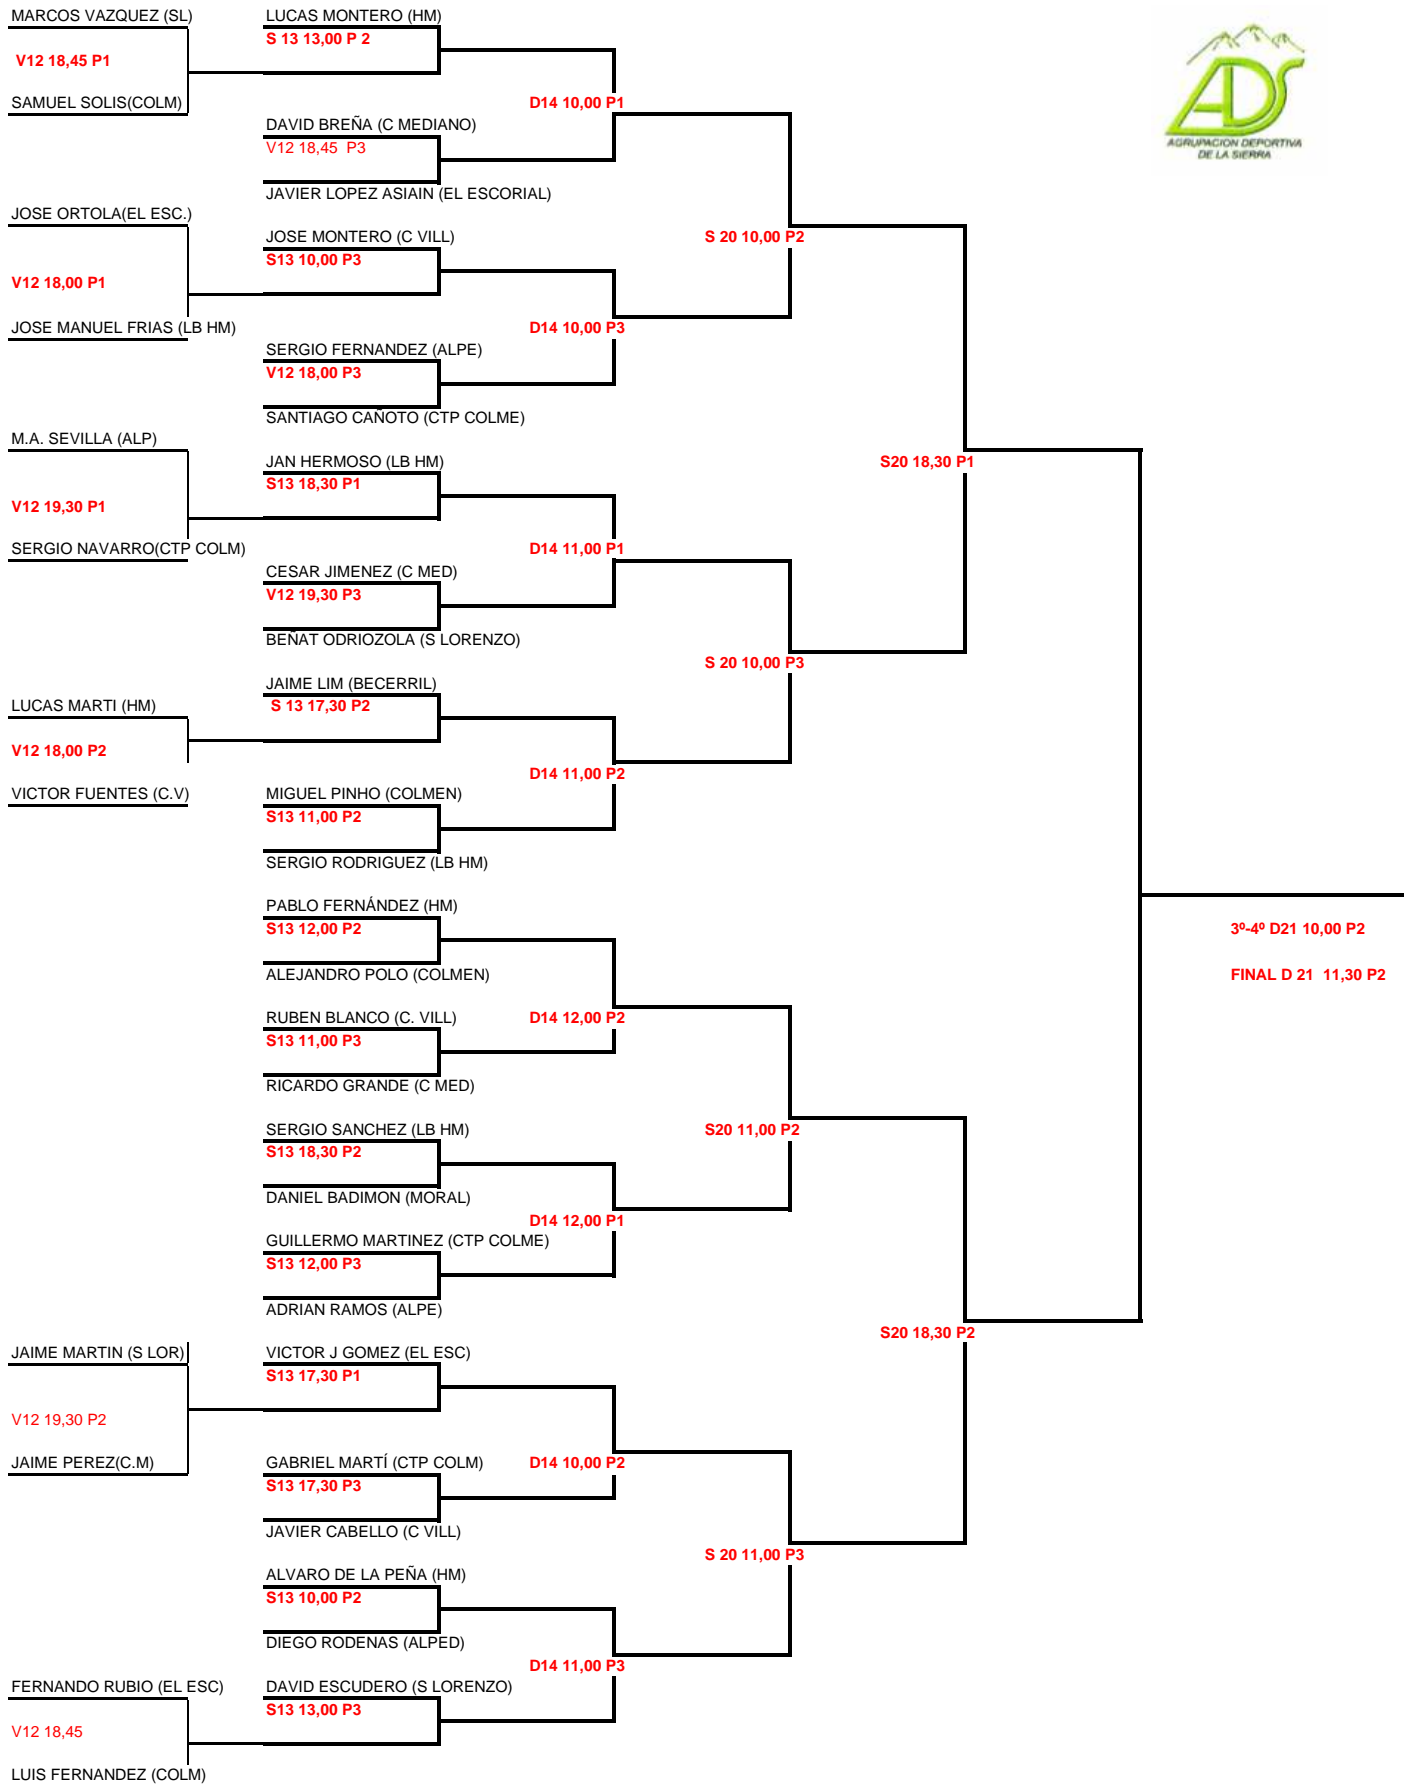 MARCOS VAZQUEZ (SL)
LUCAS MONTERO (HM)
S 13 13,00 P 2
V12 18,45 P1
SAMUEL SOLIS(COLM)
D14 10,00 P1
DAVID BREÑA (C MEDIANO)
V12 18,45 P3
JAVIER LOPEZ ASIAIN (EL ESCORIAL)
AGRUPACION DEPORTIVA
DE LA SIERRA
JOSE ORTOLA(EL ESC.)
JOSE MONTERO (C VILL)
S 20 10,00 P2
S13 10,00 P3
V12 18,00 P1
JOSE MANUEL FRIAS (LB HM)
D14 10,00 P3
SERGIO FERNANDEZ (ALPE)
V12 18,00 P3
SANTIAGO CAÑOTO (CTP COLME)
M.A. SEVILLA (ALP)
JAN HERMOSO (LB HM)
S20 18,30 P1
S13 18,30 P1
V12 19,30 P1
SERGIO NAVARRO(CTP COLM)
D14 11,00 P1
CESAR JIMENEZ (C MED)
V12 19,30 P3
BEÑAT ODRIOZOLA (S LORENZO)
S 20 10,00 P3
JAIME LIM (BECERRIL)
LUCAS MARTI (HM)
S 13 17,30 P2
V12 18,00 P2
D14 11,00 P2
VICTOR FUENTES (C.V)
MIGUEL PINHO (COLMEN)
S13 11,00 P2
SERGIO RODRIGUEZ (LB HM)
PABLO FERNÁNDEZ (HM)
S13 12,00 P2
3º-4º D21 10,00 P2
ALEJANDRO POLO (COLMEN)
FINAL D 21 11,30 P2
RUBEN BLANCO (C. VILL)
D14 12,00 P2
S13 11,00 P3
RICARDO GRANDE (C MED)
SERGIO SANCHEZ (LB HM)
S20 11,00 P2
S13 18,30 P2
DANIEL BADIMON (MORAL)
D14 12,00 P1
GUILLERMO MARTINEZ (CTP COLME)
S13 12,00 P3
ADRIAN RAMOS (ALPE)
S20 18,30 P2
JAIME MARTIN (S LOR)
VICTOR J GOMEZ (EL ESC)
S13 17,30 P1
V12 19,30 P2
JAIME PEREZ(C.M)
GABRIEL MARTÍ (CTP COLM)
D14 10,00 P2
S13 17,30 P3
JAVIER CABELLO (C VILL)
S 20 11,00 P3
ALVARO DE LA PEÑA (HM)
S13 10,00 P2
DIEGO RODENAS (ALPED)
D14 11,00 P3
FERNANDO RUBIO (EL ESC)
DAVID ESCUDERO (S LORENZO)
S13 13,00 P3
V12 18,45
LUIS FERNANDEZ (COLM)
ADS